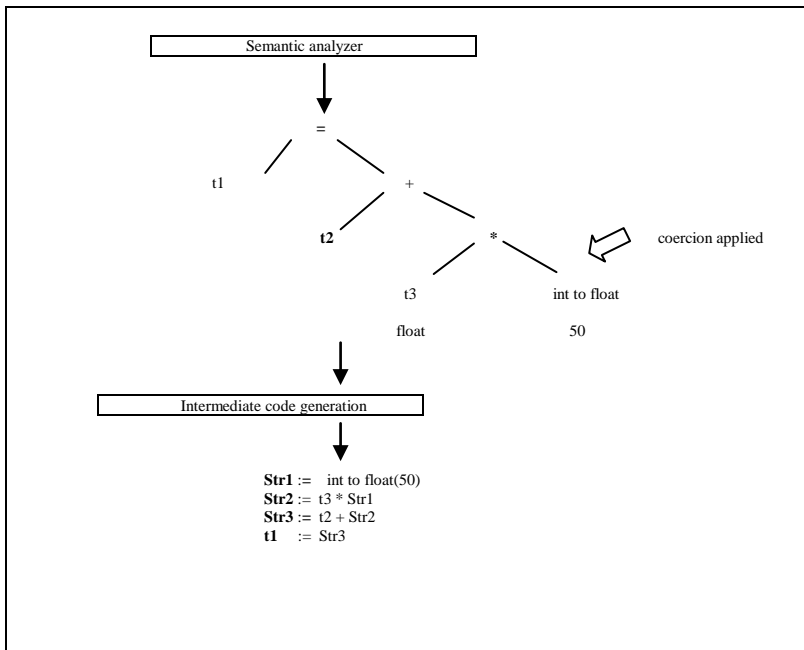 Semantic analyzer
=
t1
+
t2
*
coercion applied
t3
int to float
float
50
Intermediate code generation
Str1 := int to float(50)
Str2 := t3 * Str1
Str3 := t2 + Str2
t1 := Str3